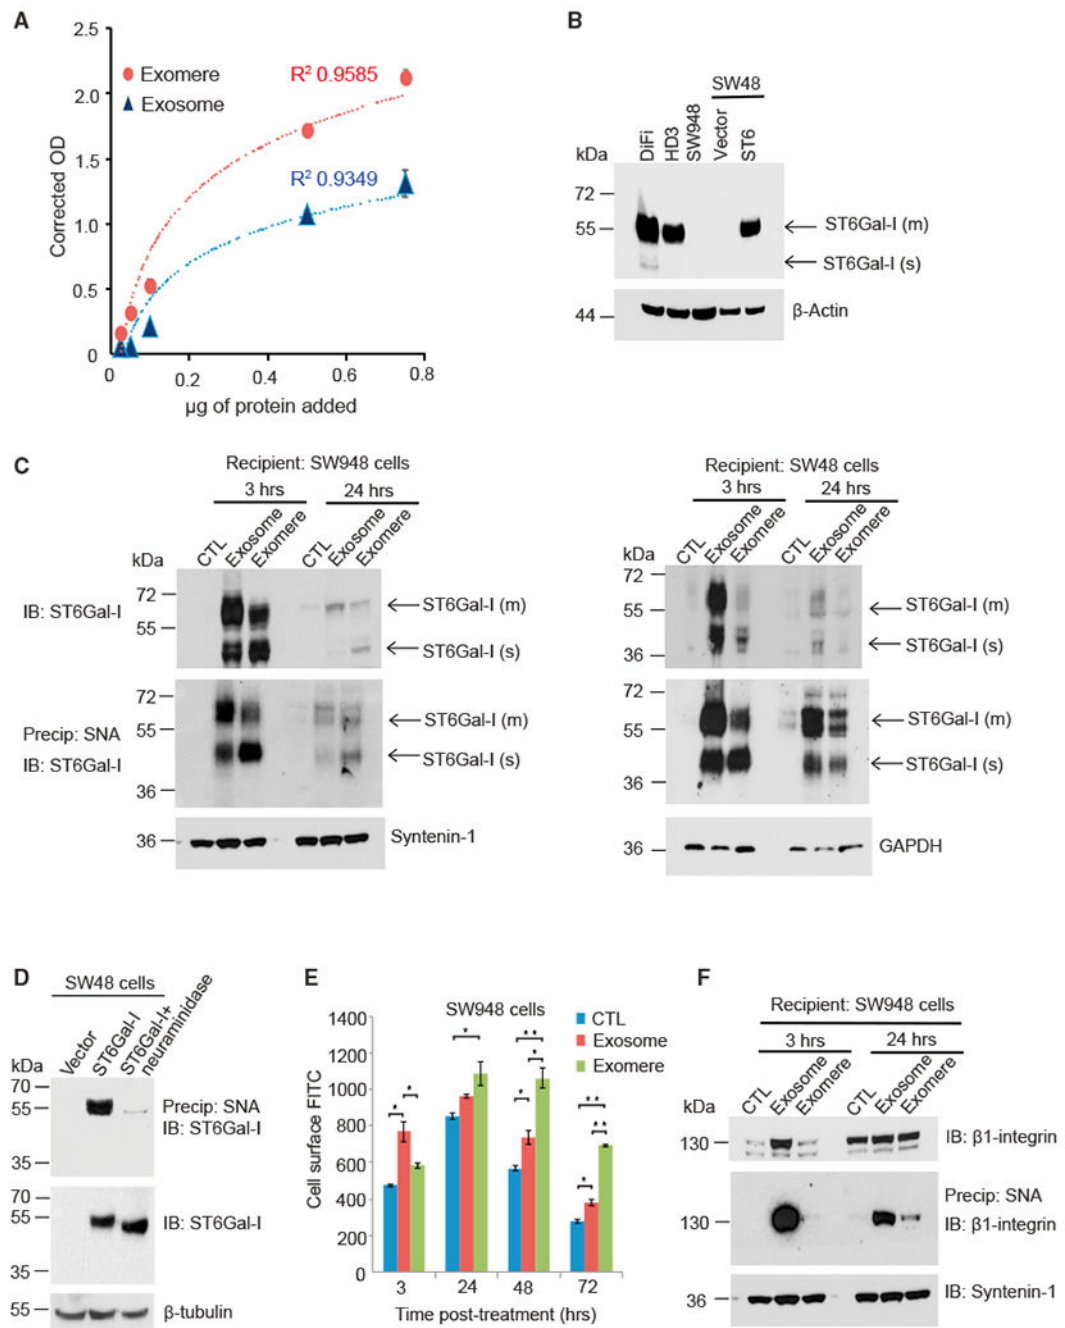 A
2.5
2.0
1.5
1.0
0.5
0
Corrected OD
Exomere
Exosome
R² 0.9585
R² 0.9349
0 0.2 0.4 0.6 0.8
µg of protein added
B
SW48
kDa DiFi HD3 SW948 Vector ST6
72
55
44
ST6Gal-I (m)
ST6Gal-I (s)
β-Actin
C
Recipient: SW948 cells
3 hrs 24 hrs
kDa CTL Exosome Exomere CTL Exosome Exomere
IB: ST6Gal-I
72
55
ST6Gal-I (m)
ST6Gal-I (s)
Precip: SNA
IB: ST6Gal-I
72
55
36
ST6Gal-I (m)
ST6Gal-I (s)
36
Syntenin-1
Recipient: SW48 cells
3 hrs 24 hrs
kDa CTL Exosome Exomere CTL Exosome Exomere
72
55
36
ST6Gal-I (m)
ST6Gal-I (s)
72
55
36
ST6Gal-I (m)
ST6Gal-I (s)
36
GAPDH
D
SW48 cells
kDa Vector ST6Gal-I ST6Gal-I+
neuraminidase
70
55
35
Precip: SNA
IB: ST6Gal-I
70
55
35
IB: ST6Gal-I
55
β-tubulin
E
SW948 cells
1400
1200
1000
800
600
400
200
0
Cell surface FITC
CTL
Exosome
Exomere
* * * * * ** * ** **
3 24 48 72
Time post-treatment (hrs)
F
Recipient: SW948 cells
3 hrs 24 hrs
kDa CTL Exosome Exomere CTL Exosome Exomere
130
IB: β1-integrin
130
Precip: SNA
IB: β1-integrin
36
IB: Syntenin-1